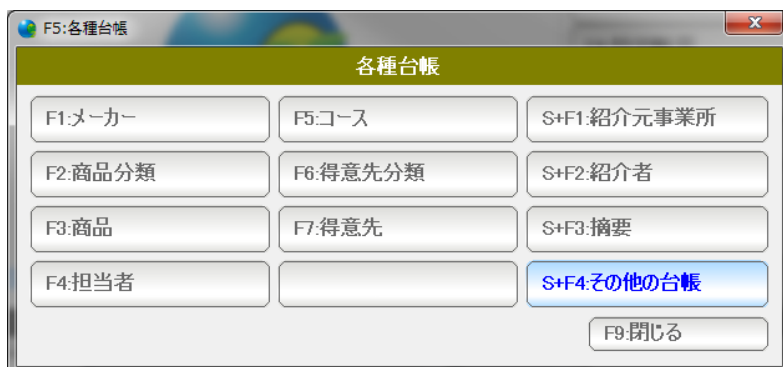 F5:各種台帳
各種台帳
F1:メーカー
F5:コース
S+F1:紹介元事業所
F2:商品分類
F6:得意先分類
S+F2:紹介者
F3:商品
F7:得意先
S+F3:摘要
F4:担当者
S+F4:その他の台帳
F9:閉じる